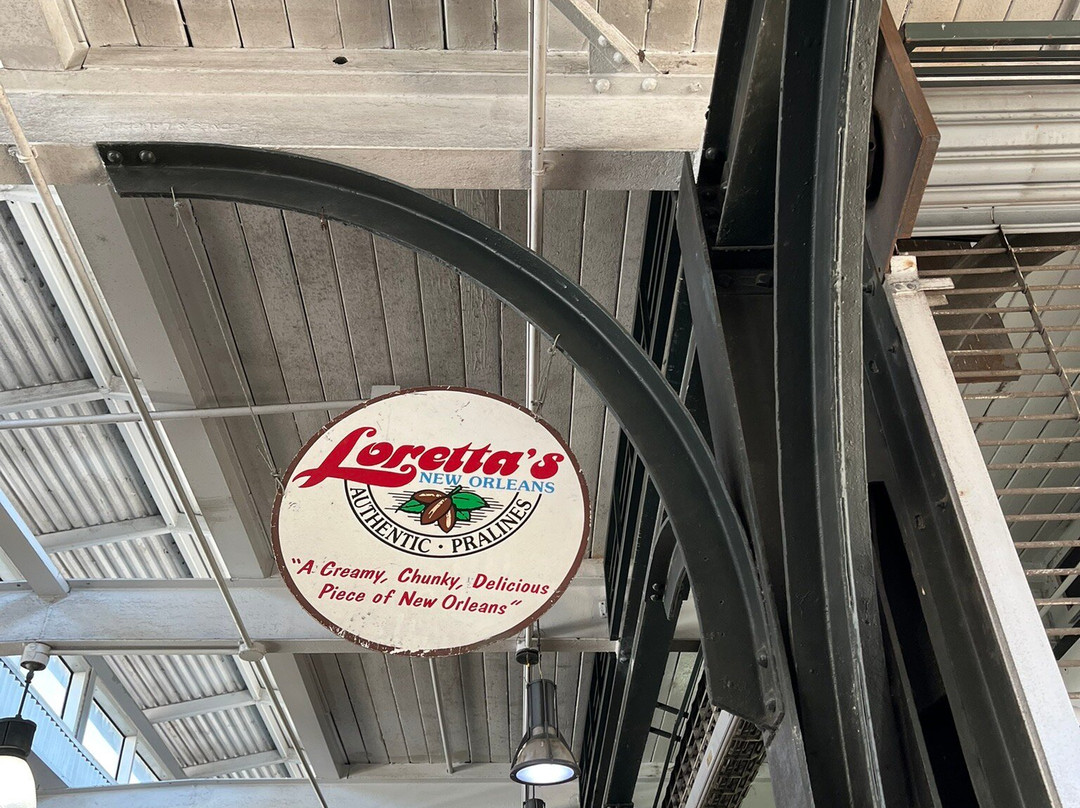 Loretta's
NEW ORLEANS
AUTHENTIC · PRALINES
"A Creamy, Chunky, Delicious
Piece of New Orleans"